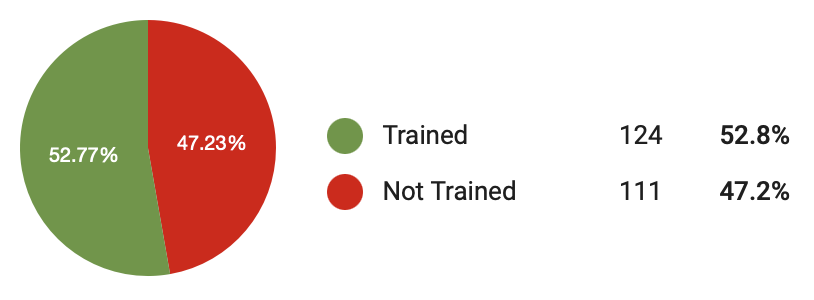 52.77%
47.23%
Trained 124 52.8%
Not Trained 111 47.2%